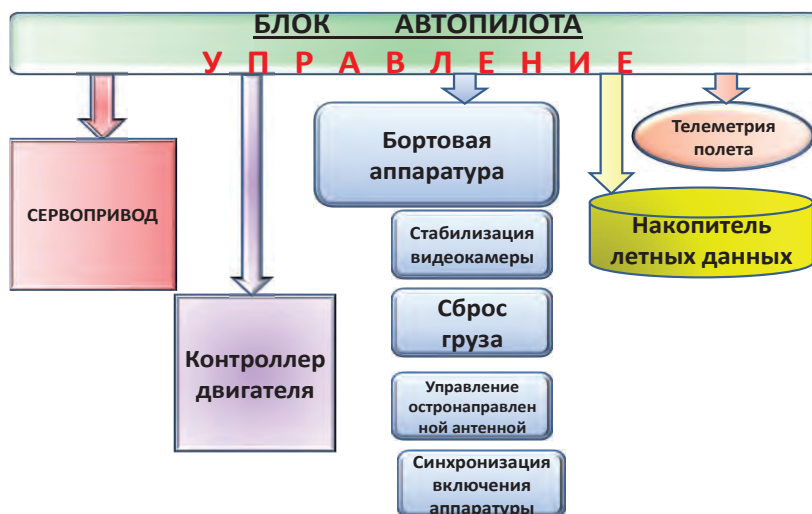 БЛОК АВТОПИЛОТА
У П Р А В Л Е Н И Е
СЕРВОПРИВОД
Контроллер
двигателя
Бортовая
аппаратура
Стабилизация
видеокамеры
Сброс
груза
Управление
остронаправлен
ной антенной
Синхронизация
включения
аппаратуры
Накопитель
летных данных
Телеметрия
полета